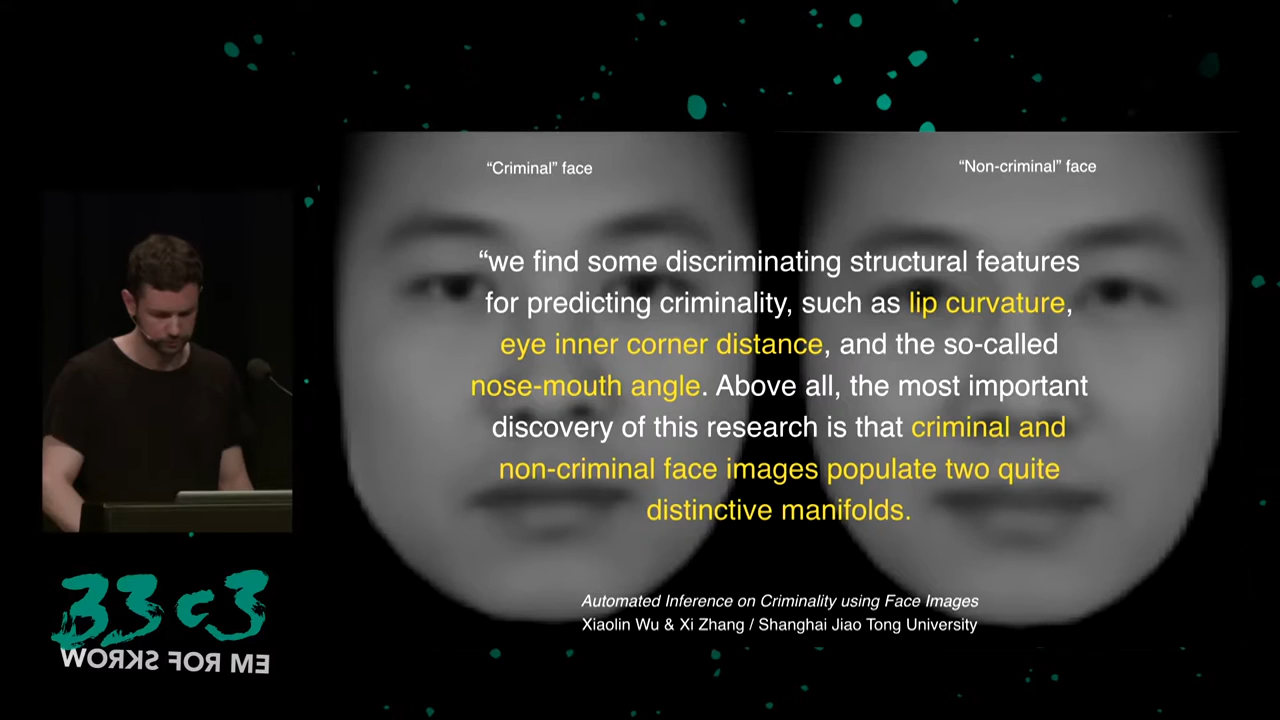 “Criminal” face
“Non-criminal” face
“we find some discriminating structural features
for predicting criminality, such as lip curvature,
eye inner corner distance, and the so-called
nose-mouth angle. Above all, the most important
discovery of this research is that criminal and
non-criminal face images populate two quite
distinctive manifolds.
Automated Inference on Criminality using Face Images
Xiaolin Wu & Xi Zhang / Shanghai Jiao Tong University
33c3
WORKS FOR ME